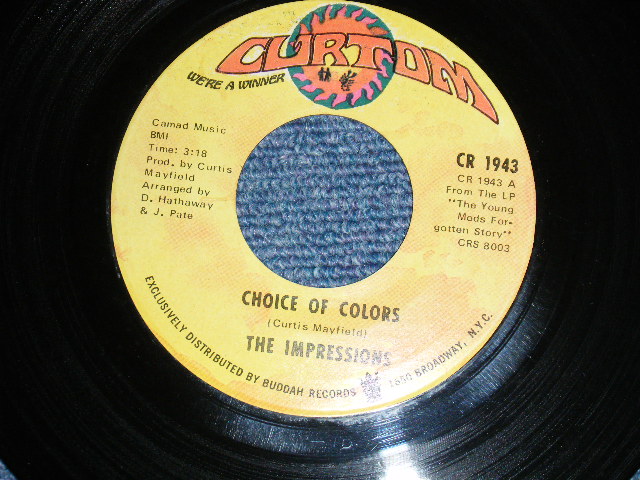 CURTOM
WE'RE A WINNER
Camad Music
BMI
Time: 3:18
Prod. by Curtis
Mayfield
Arranged by
D. Hathaway
& J. Pate
CR 1943
CR 1943 A
From The LP
"The Young
Mods For-
gotten Story"
CRS 8003
CHOICE OF COLORS
(Curtis Mayfield)
THE IMPRESSIONS
EXCLUSIVELY DISTRIBUTED BY BUDDAH RECORDS 1650 BROADWAY, N.Y.C.